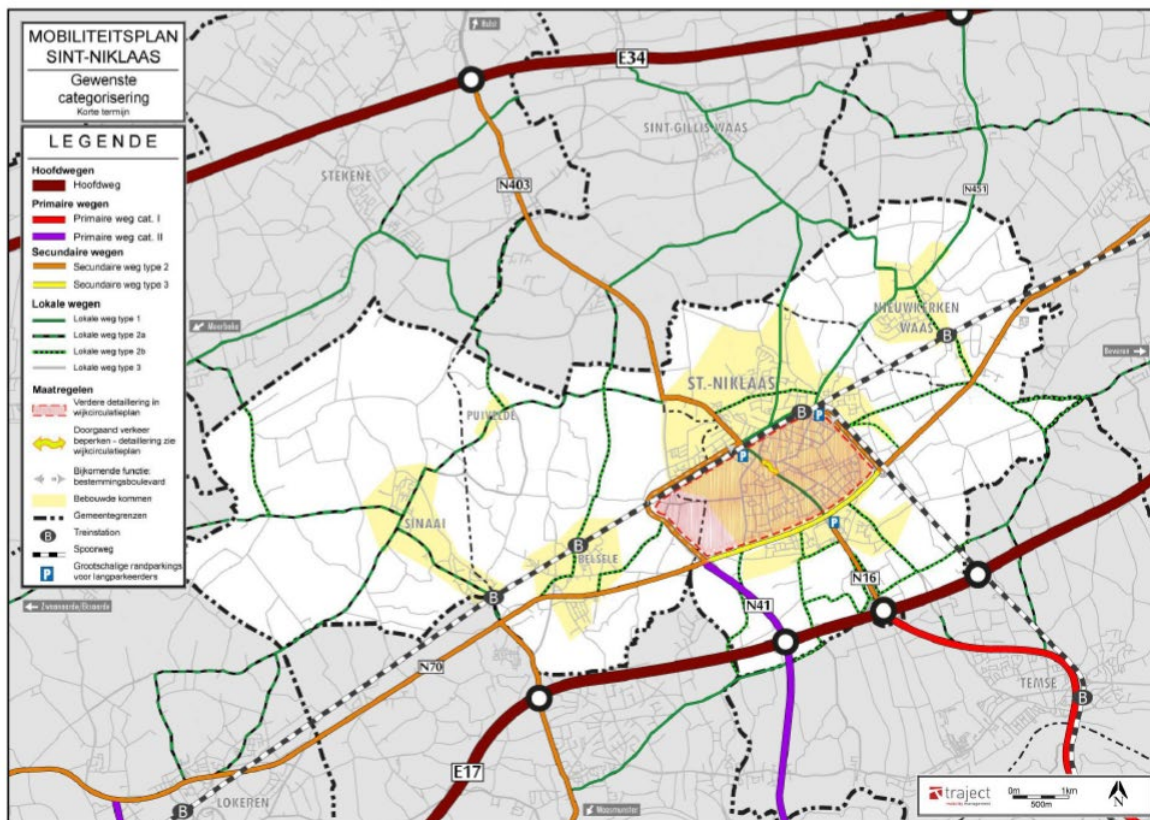 MOBILITEITSPLAN
SINT-NIKLAAS
Gewenste
categorisering
Korte termijn
LEGENDE
Hoofdwegen
Hoofdweg
Primaire wegen
Primaire weg cat. I
Primaire weg cat. II
Secundaire wegen
Secundaire weg type 2
Secundaire weg type 3
Lokale wegen
Lokale weg type 1
Lokale weg type 2a
Lokale weg type 2b
Lokale weg type 3
Maatregelen
Verdere detaillering in
wijkcirculatieplan
Doorgaand verkeer
beperken - detaillering zie
wijkcirculatieplan
Bijkomende functie:
bestemmingsboulevard
Bebouwde kommen
Gemeentegrenzen
B
Treinstation
Spoorweg
P
Grootschalige randparkings
voor langparkeerders
Hulst
E34
SINT-GILLIS-WAAS
STEKENE
N403
N451
Moerbeke
NIEUWKERKEN
WAAS
B
Beveren
ST.-NIKLAAS
PUIVELDE
B
P
P
SINAAI
B
BELSELE
P
B
N16
N41
N70
TEMSE
B
E17
LOKEREN
B
Waasmunster
traject
mobility management
0m
1km
500m
N